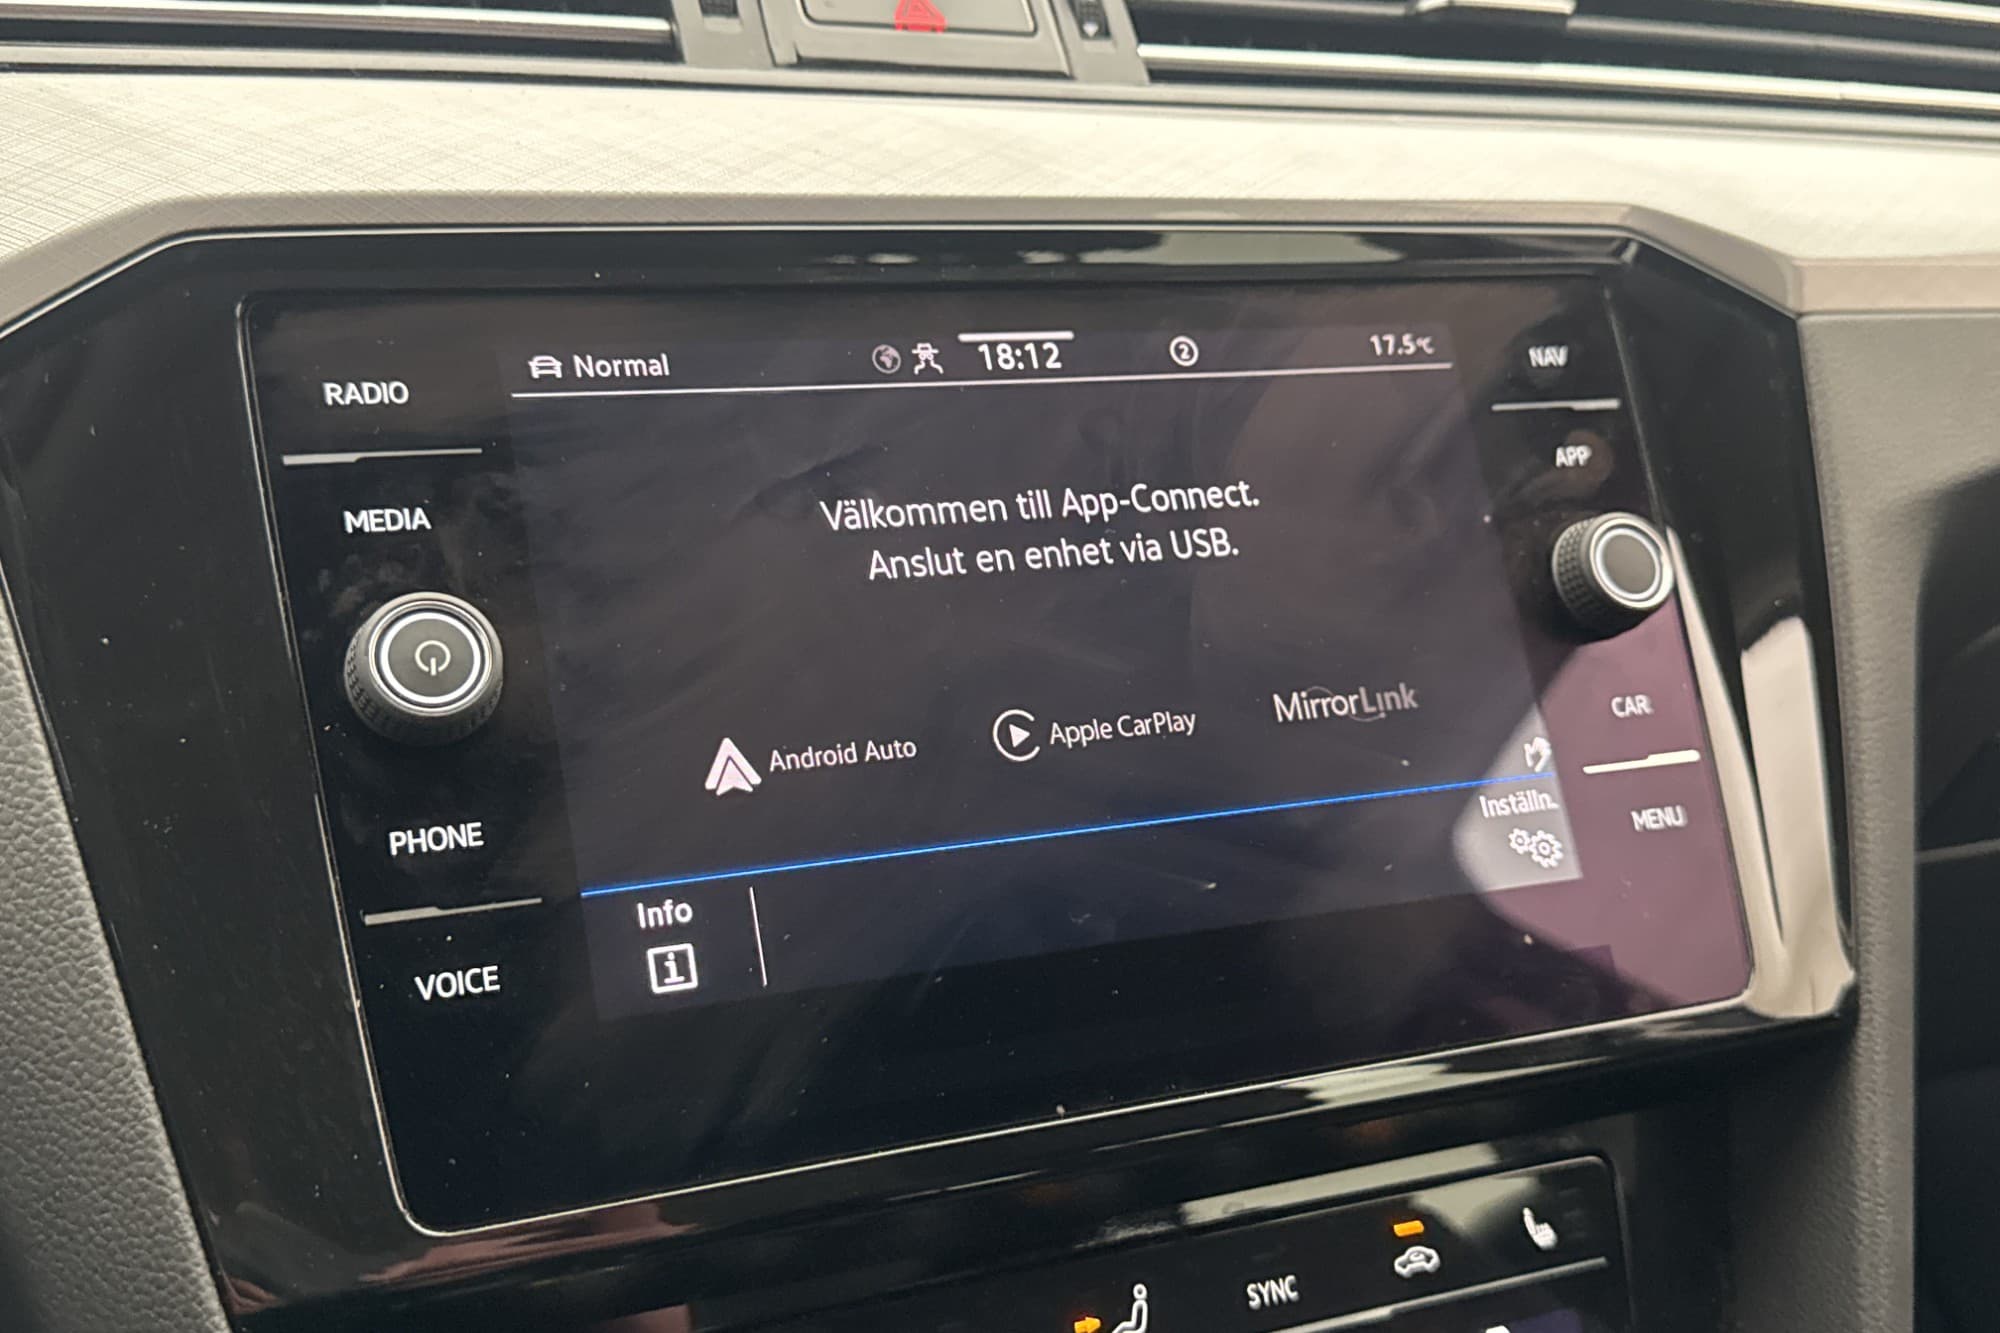 Normal
18:12
2
17.5°C
RADIO
MEDIA
PHONE
VOICE
NAV
APP
CAR
MENU
Välkommen till App-Connect.
Anslut en enhet via USB.
Android Auto
Apple CarPlay
MirrorLink
Inställn.
Info
i
SYNC